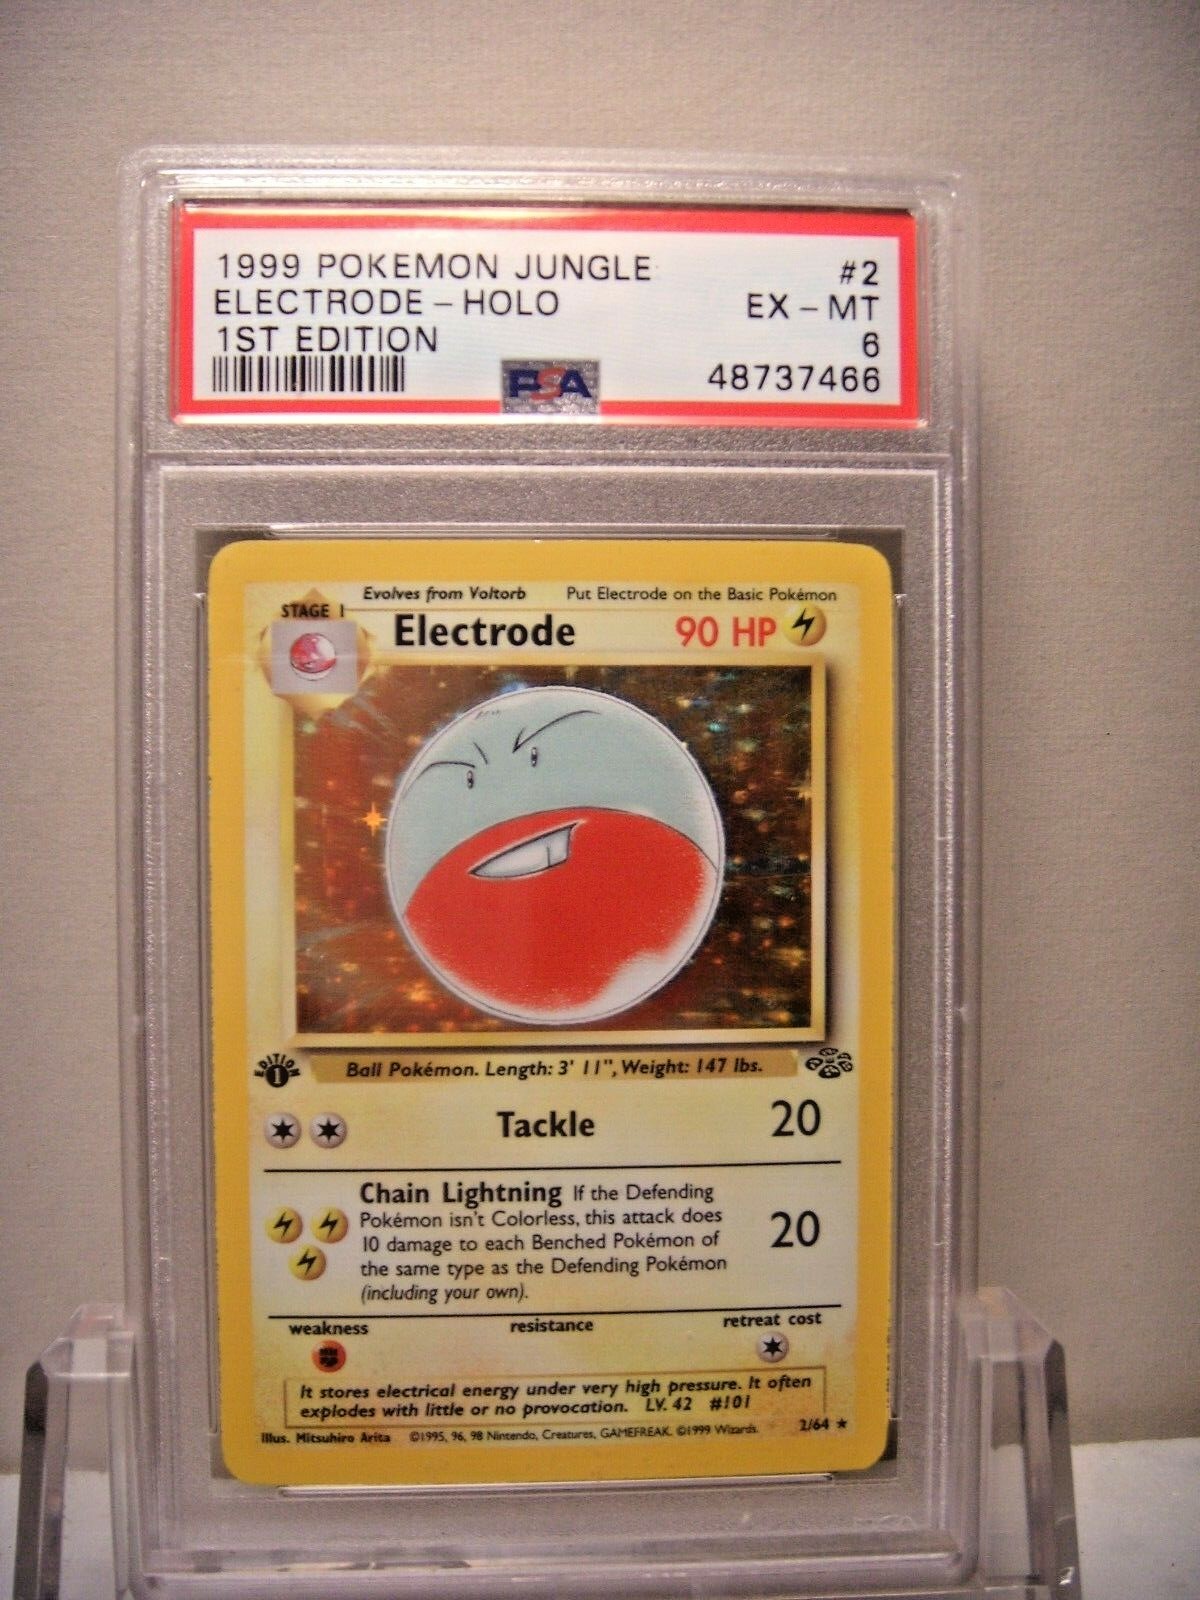 1999 POKEMON JUNGLE #2
ELECTRODE - HOLO EX - MT
1ST EDITION 6
PSA 48737466
Evolves from Voltorb Put Electrode on the Basic Pokémon
STAGE 1
Electrode 90 HP
EDITION
1
Ball Pokémon. Length: 3' 11", Weight: 147 lbs.
Tackle 20
Chain Lightning If the Defending
Pokémon isn't Colorless, this attack does
10 damage to each Benched Pokémon of
the same type as the Defending Pokémon
(including your own).
20
weakness resistance retreat cost
It stores electrical energy under very high pressure. It often
explodes with little or no provocation. LV. 42 #101
Illus. Mitsuhiro Arita ©1995, 96, 98 Nintendo, Creatures, GAMEFREAK. ©1999 Wizards. 2/64 ★